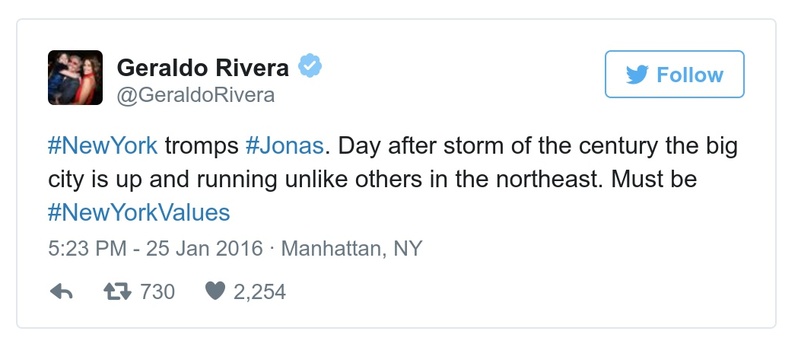 Geraldo Rivera
@GeraldoRivera
Follow
#NewYork tromps #Jonas. Day after storm of the century the big
city is up and running unlike others in the northeast. Must be
#NewYorkValues
5:23 PM - 25 Jan 2016 · Manhattan, NY
730 2,254